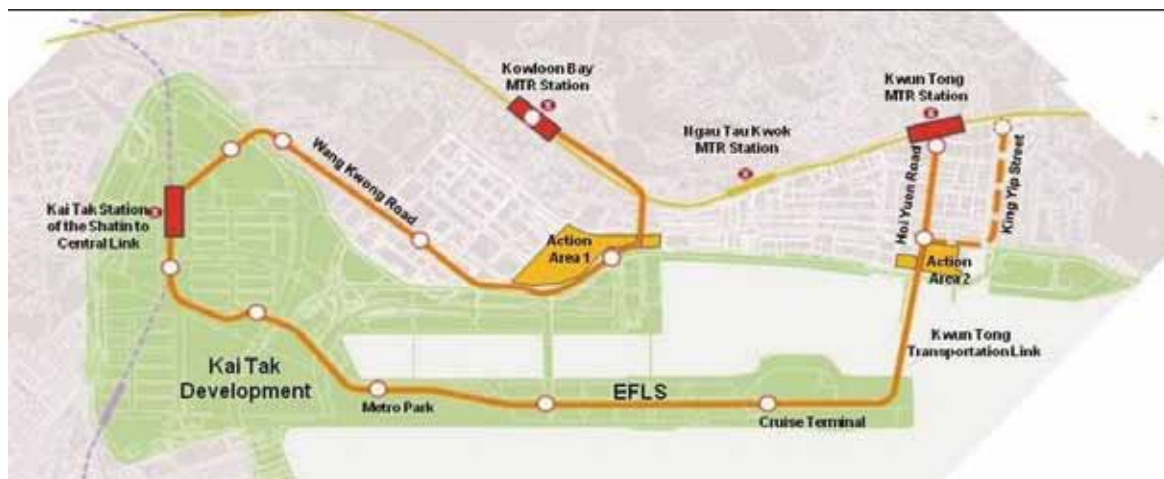 Kowloon Bay
MTR Station
Kwun Tong
MTR Station
Ngau Tau Kwok
MTR Station
Wang Kwong Road
Hoi Yuen Road
King Yip Street
Kai Tak Station
of the Shatin to
Central Link
Action
Area 1
Action
Area 2
Kwun Tong
Transportation Link
Kai Tak
Development
EFLS
Metro Park
Cruise Terminal